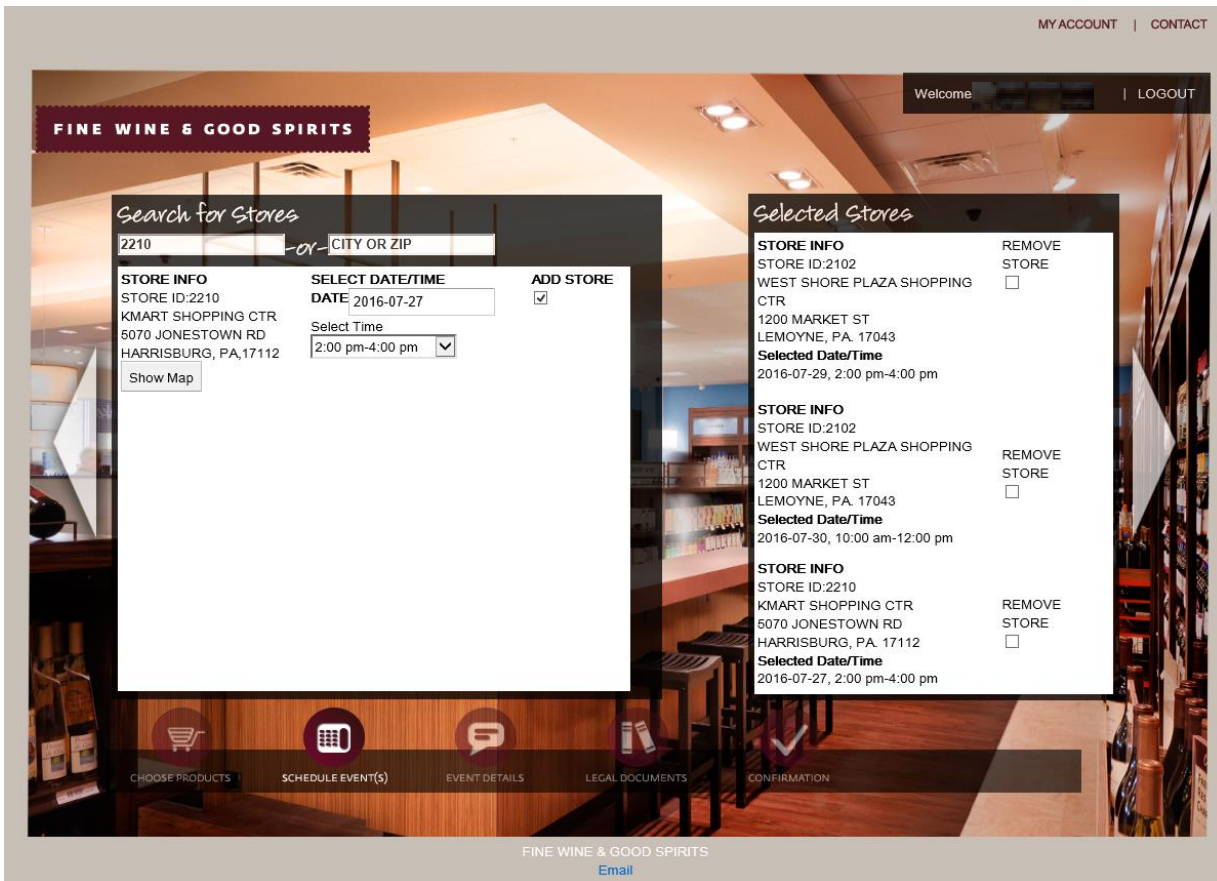 MY ACCOUNT | CONTACT
Welcome | LOGOUT
FINE WINE & GOOD SPIRITS
Search for Stores
2210 -or- CITY OR ZIP
STORE INFO SELECT DATE/TIME ADD STORE
STORE ID:2210 DATE 2016-07-27
KMART SHOPPING CTR
5070 JONESTOWN RD Select Time
HARRISBURG, PA,17112 2:00 pm-4:00 pm
Show Map
Selected Stores
STORE INFO REMOVE
STORE ID:2102 STORE
WEST SHORE PLAZA SHOPPING
CTR
1200 MARKET ST
LEMOYNE, PA. 17043
Selected Date/Time
2016-07-29, 2:00 pm-4:00 pm
STORE INFO
STORE ID:2102
WEST SHORE PLAZA SHOPPING REMOVE
CTR STORE
1200 MARKET ST
LEMOYNE, PA. 17043
Selected Date/Time
2016-07-30, 10:00 am-12:00 pm
STORE INFO
STORE ID:2210
KMART SHOPPING CTR REMOVE
5070 JONESTOWN RD STORE
HARRISBURG, PA. 17112
Selected Date/Time
2016-07-27, 2:00 pm-4:00 pm
CHOOSE PRODUCTS SCHEDULE EVENT(S) EVENT DETAILS LEGAL DOCUMENTS CONFIRMATION
FINE WINE & GOOD SPIRITS
Email